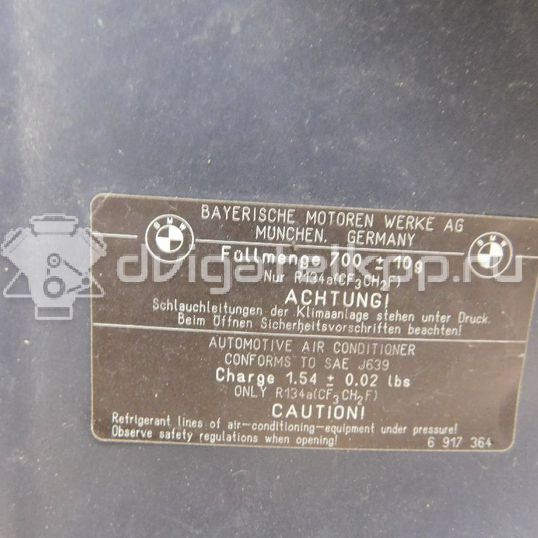 BAYERISCHE MOTOREN WERKE AG
MÜNCHEN, GERMANY
Füllmenge 700 ± 10g
Nur R134a(CF3CH2F)
ACHTUNG!
Schlauchleitungen der Klimaanlage stehen unter Druck.
Beim Öffnen Sicherheitsvorschriften beachten!
AUTOMOTIVE AIR CONDITIONER
CONFORMS TO SAE J639
Charge 1.54 ± 0.02 lbs
ONLY R134a(CF3CH2F)
CAUTION!
Refrigerant lines of air-conditioning-equipment under pressure!
Observe safety regulations when opening!
6 917 364
BMW
BMW
dvigatelkpp.ru